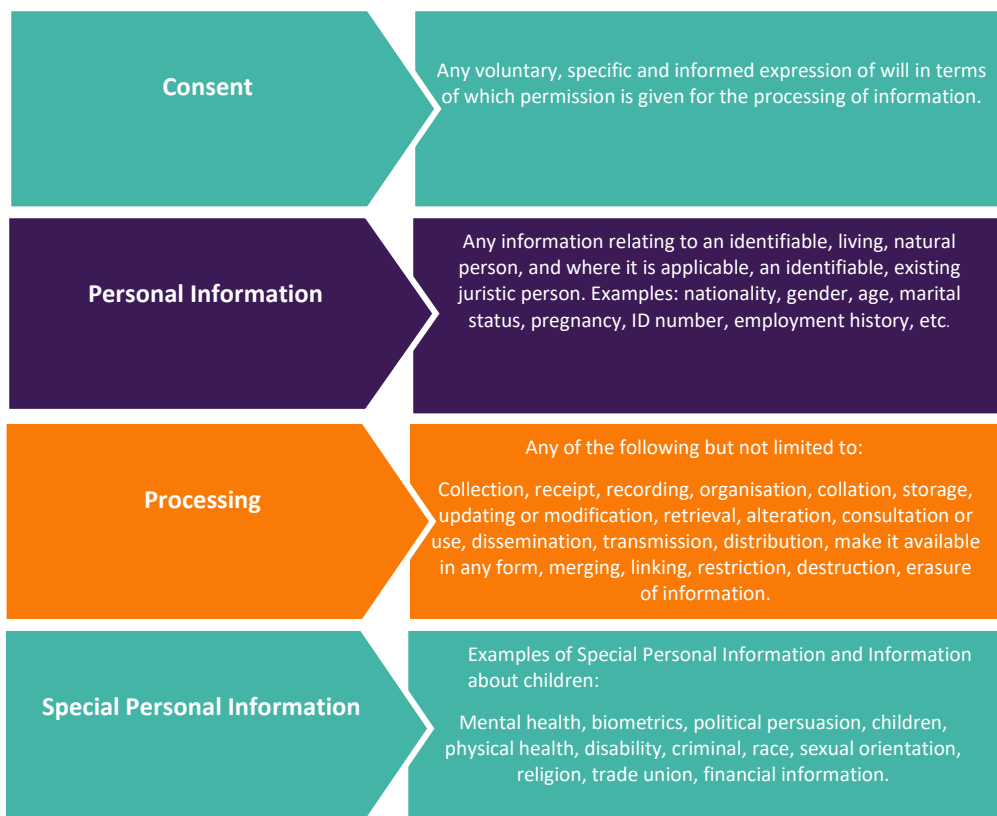 Consent
Any voluntary, specific and informed expression of will in terms
of which permission is given for the processing of information.
Personal Information
Any information relating to an identifiable, living, natural
person, and where it is applicable, an identifiable, existing
juristic person. Examples: nationality, gender, age, marital
status, pregnancy, ID number, employment history, etc.
Processing
Any of the following but not limited to:
Collection, receipt, recording, organisation, collation, storage,
updating or modification, retrieval, alteration, consultation or
use, dissemination, transmission, distribution, make it available
in any form, merging, linking, restriction, destruction, erasure
of information.
Special Personal Information
Examples of Special Personal Information and Information
about children:
Mental health, biometrics, political persuasion, children,
physical health, disability, criminal, race, sexual orientation,
religion, trade union, financial information.